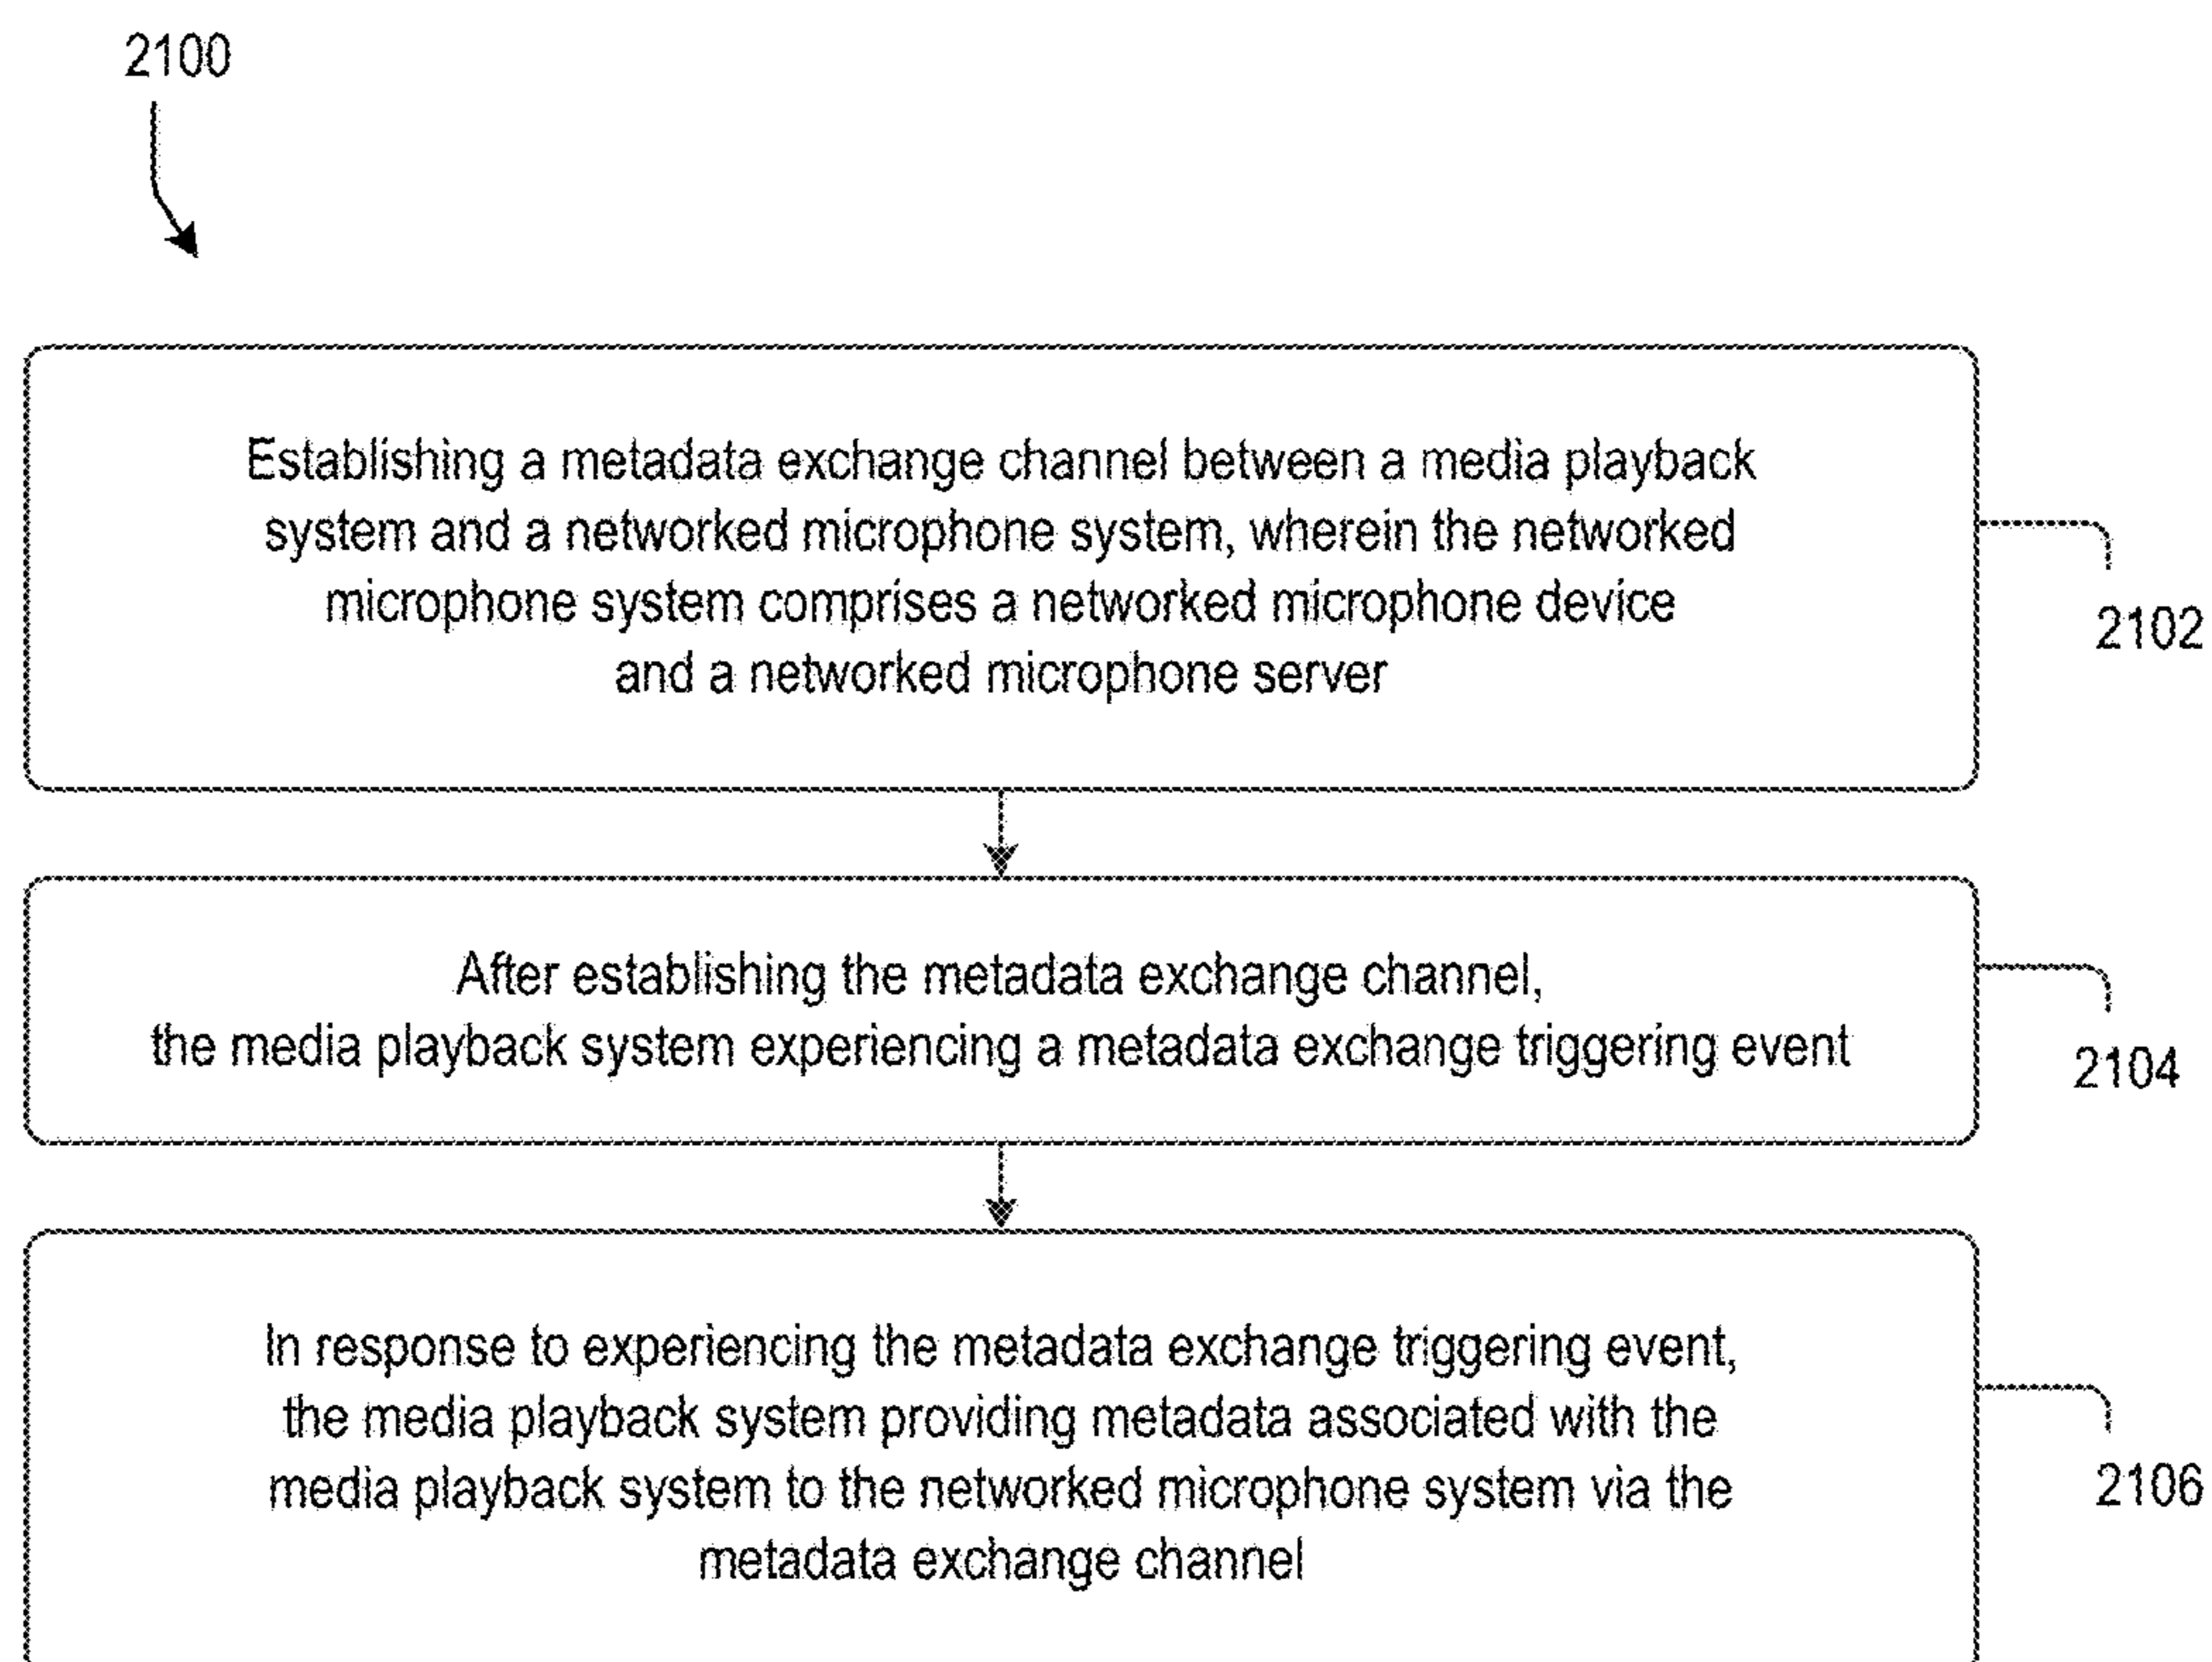 2100
Establishing a metadata exchange channel between a media playback
system and a networked microphone system, wherein the networked
microphone system comprises a networked microphone device
and a networked microphone server
2102
After establishing the metadata exchange channel,
the media playback system experiencing a metadata exchange triggering event
2104
In response to experiencing the metadata exchange triggering event,
the media playback system providing metadata associated with the
media playback system to the networked microphone system via the
metadata exchange channel
2106